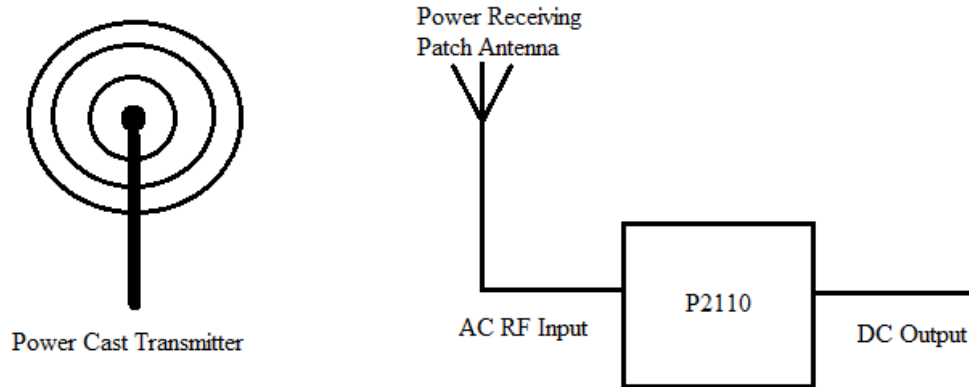 Power Receiving
Patch Antenna
P2110
AC RF Input
DC Output
Power Cast Transmitter